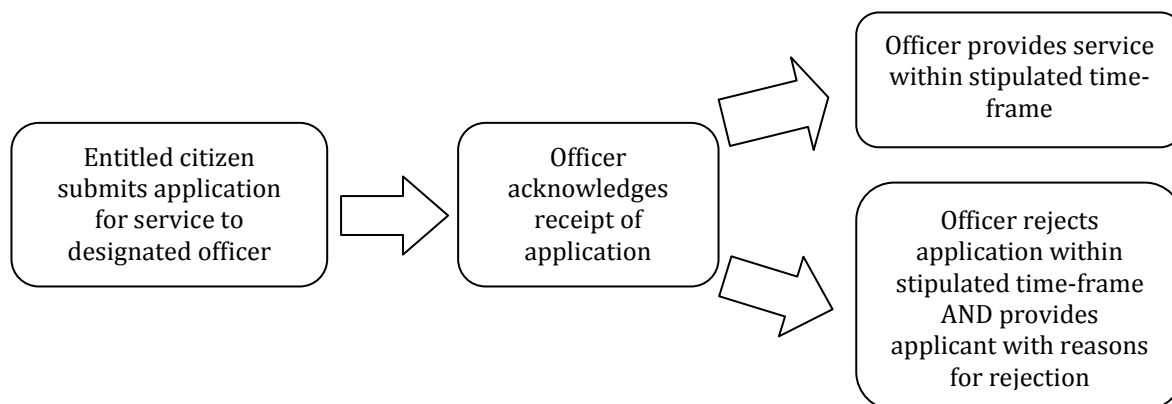 Entitled citizen
submits application
for service to
designated officer
Officer
acknowledges
receipt of
application
Officer provides service
within stipulated time-
frame
Officer rejects
application within
stipulated time-frame
AND provides
applicant with reasons
for rejection